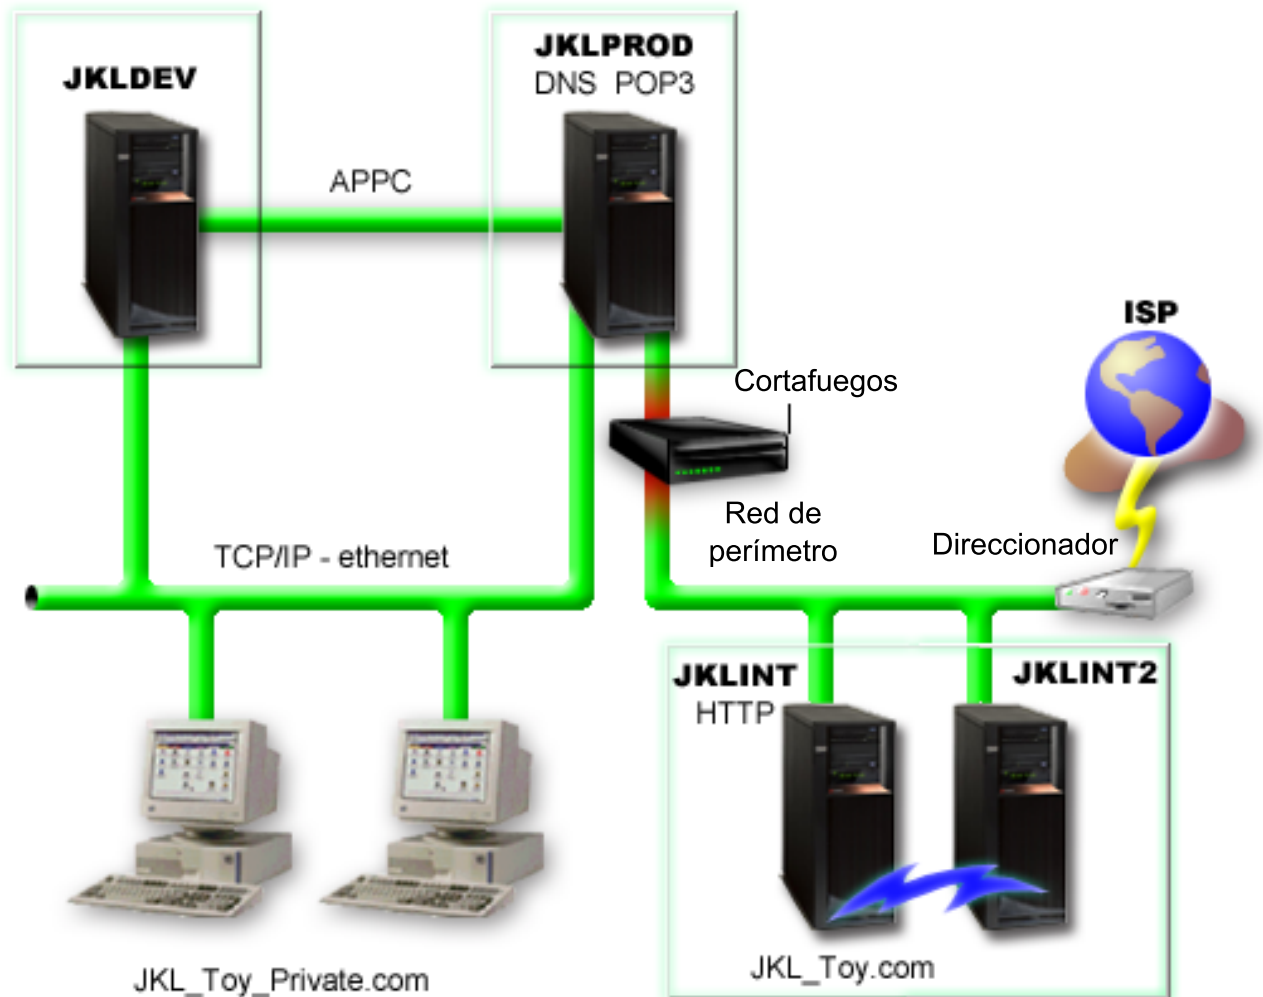 JKLDEV
JKLPROD
DNS POP3
APPC
ISP
Cortafuegos
Red de
perímetro
Direccionador
TCP/IP - ethernet
JKLINT
HTTP
JKLINT2
JKL_Toy_Private.com
JKL_Toy.com